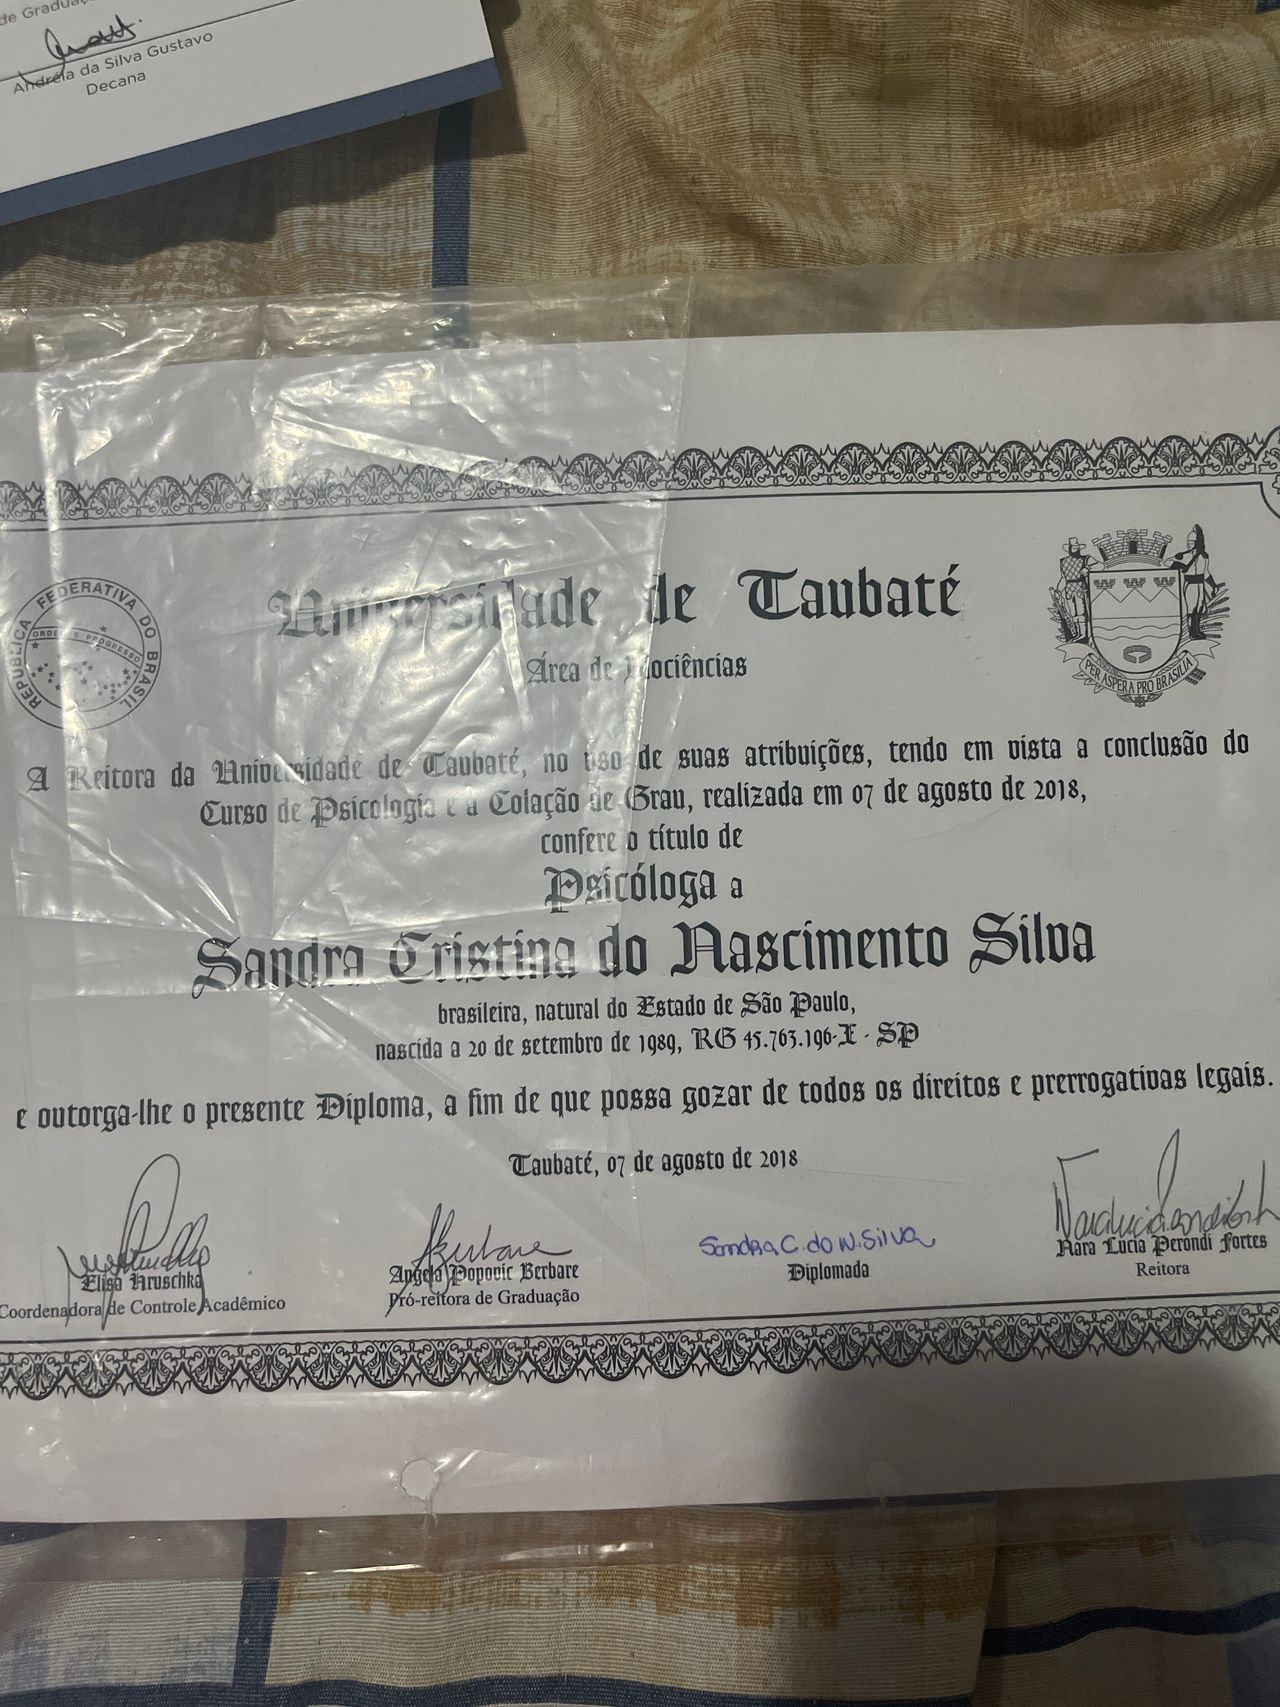 de Graduaç
Andréia da Silva Gustavo
Decana
REPÚBLICA FEDERATIVA DO BRASIL
ORDEM E PROGRESSO
Universidade de Taubaté
PER ASPERA PRO BRASILIA
Área de Biociências
A Reitora da Universidade de Taubaté, no uso de suas atribuições, tendo em vista a conclusão do
Curso de Psicologia e a Colação de Grau, realizada em 07 de agosto de 2018,
confere o título de
Psicóloga a
Sandra Cristina do Nascimento Silva
brasileira, natural do Estado de São Paulo,
nascida a 20 de setembro de 1989, RG 45.763.196-X - SP
e outorga-lhe o presente Diploma, a fim de que possa gozar de todos os direitos e prerrogativas legais.
Taubaté, 07 de agosto de 2018
Sandra C. do N. Silva
Elisa Hruschka
Coordenadora de Controle Acadêmico
Angela Popovic Berbare
Pró-reitora de Graduação
Diplomada
Nara Lucia Perondi Fortes
Reitora